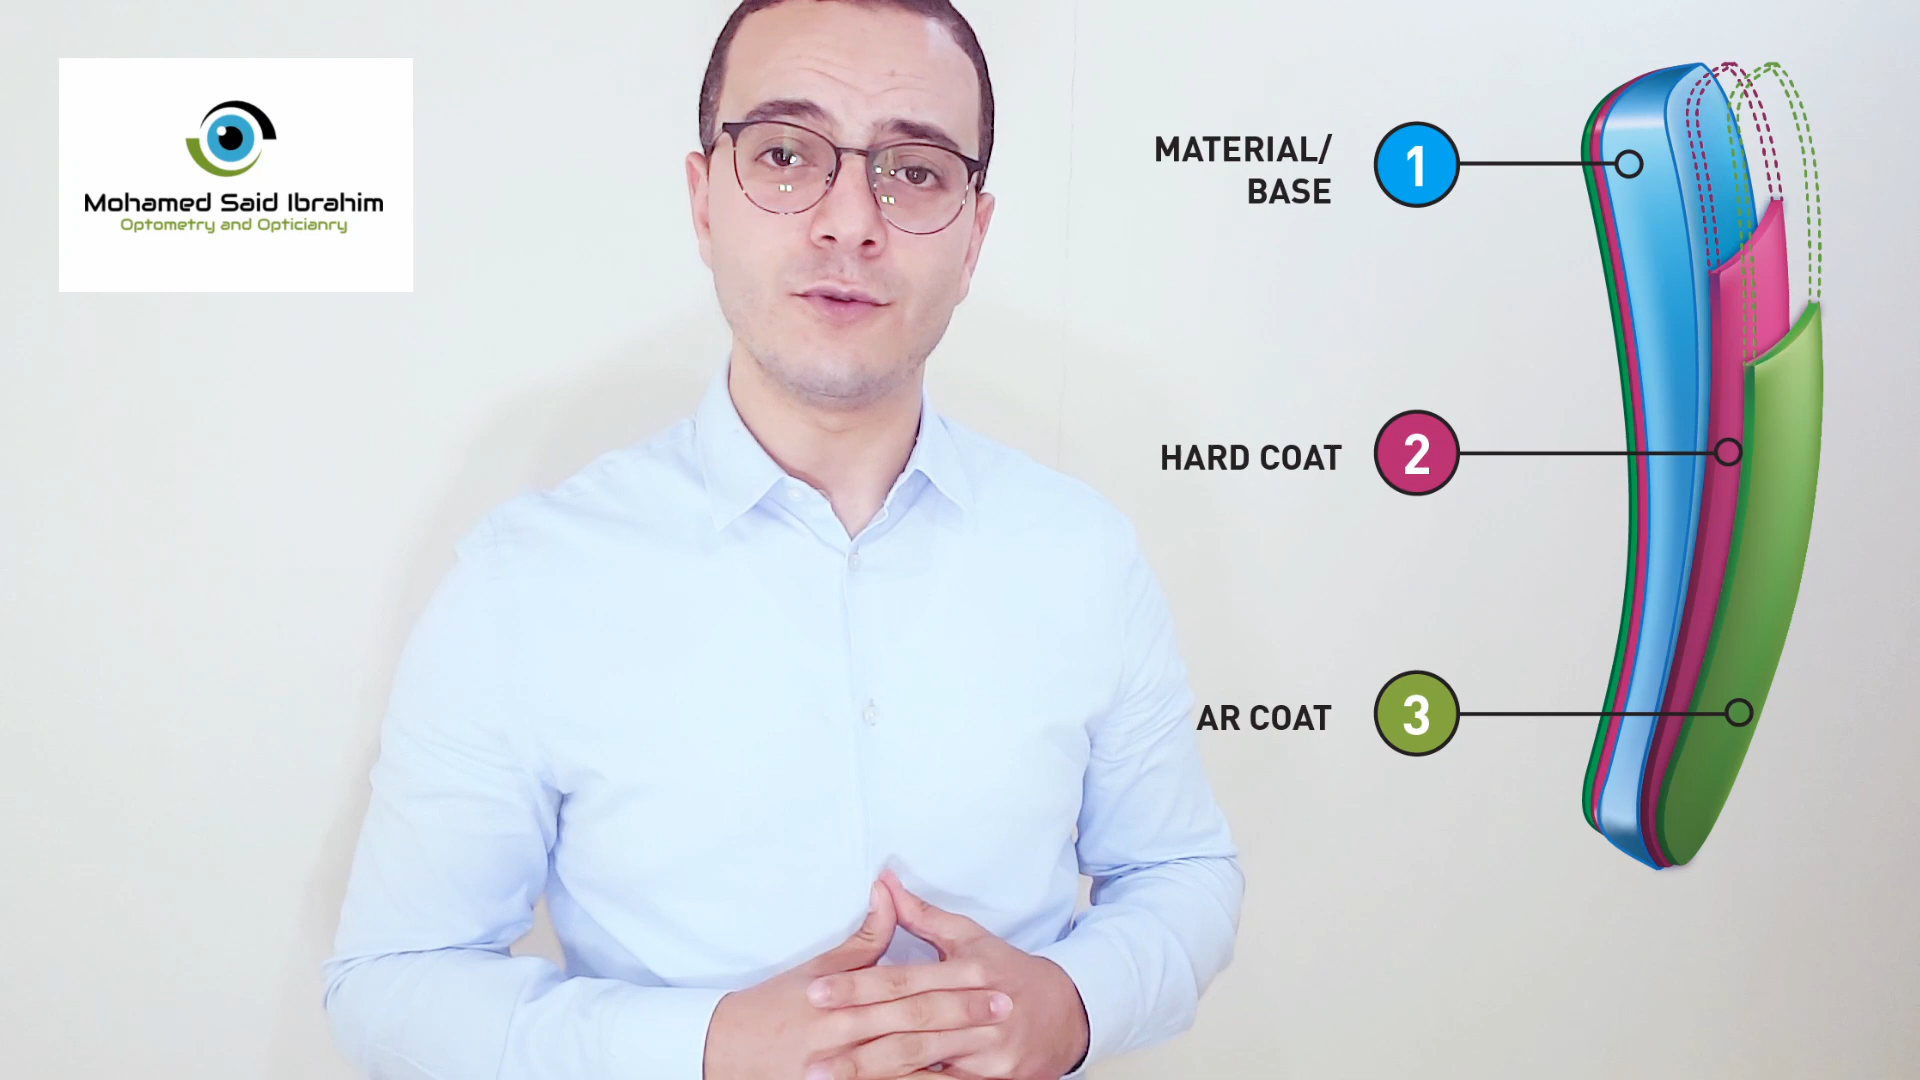 Mohamed Said Ibrahim
Optometry and Opticianry
MATERIAL/
BASE
1
HARD COAT
2
AR COAT
3